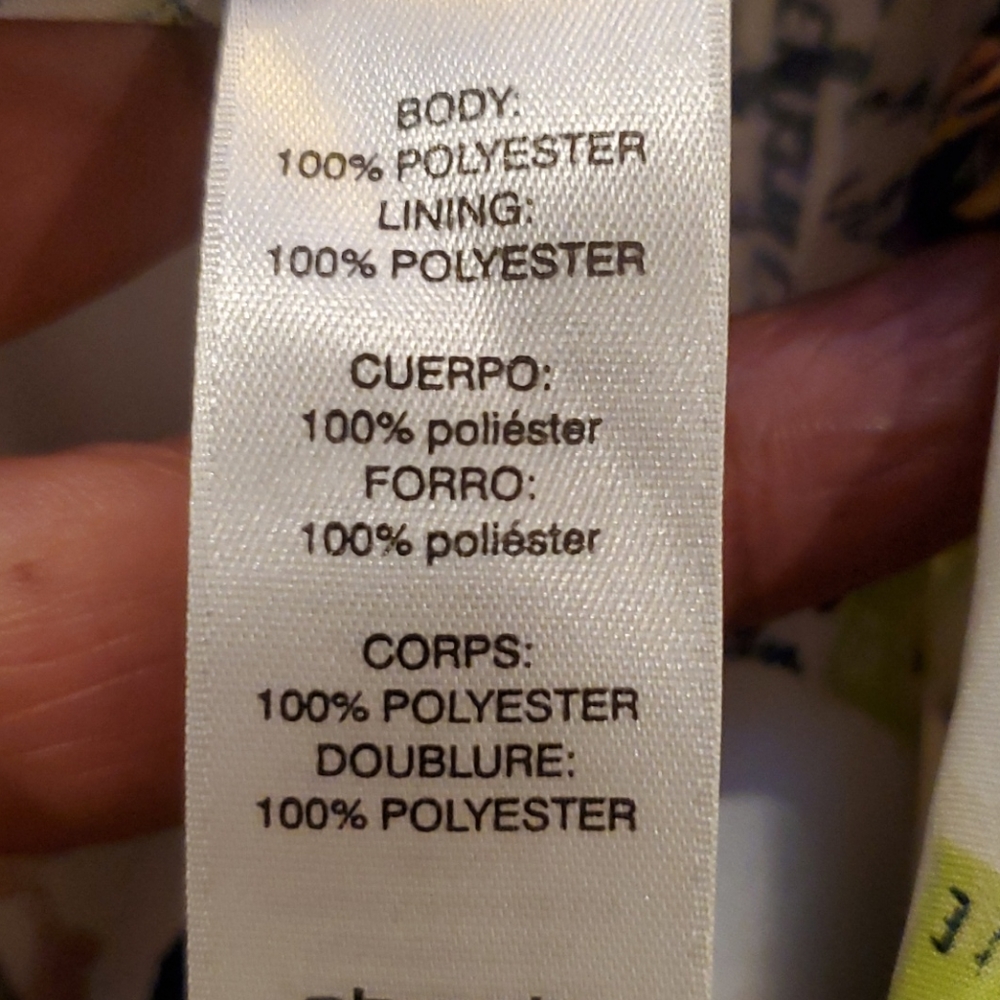 BODY:
100% POLYESTER
LINING:
100% POLYESTER
CUERPO:
100% poliéster
FORRO:
100% poliéster
CORPS:
100% POLYESTER
DOUBLURE:
100% POLYESTER